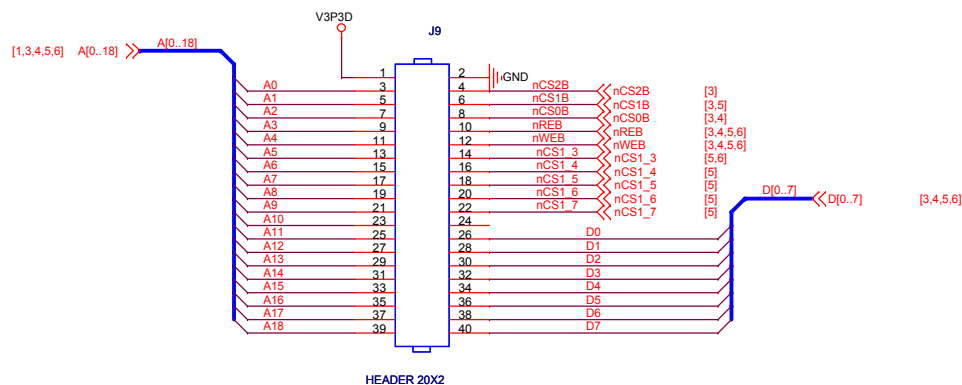 V3P3D
J9
[1,3,4,5,6] A[0..18] A[0..18]
1 2 GND
A0 3 4 nCS2B nCS2B [3]
A1 5 6 nCS1B nCS1B [3,5]
A2 7 8 nCS0B nCS0B [3,4]
A3 9 10 nREB nREB [3,4,5,6]
A4 11 12 nWEB nWEB [3,4,5,6]
A5 13 14 nCS1_3 nCS1_3 [5,6]
A6 15 16 nCS1_4 nCS1_4 [5]
A7 17 18 nCS1_5 nCS1_5 [5]
A8 19 20 nCS1_6 nCS1_6 [5]
A9 21 22 nCS1_7 nCS1_7 [5]
D[0..7] D[0..7] [3,4,5,6]
A10 23 24
A11 25 26 D0
A12 27 28 D1
A13 29 30 D2
A14 31 32 D3
A15 33 34 D4
A16 35 36 D5
A17 37 38 D6
A18 39 40 D7
HEADER 20X2